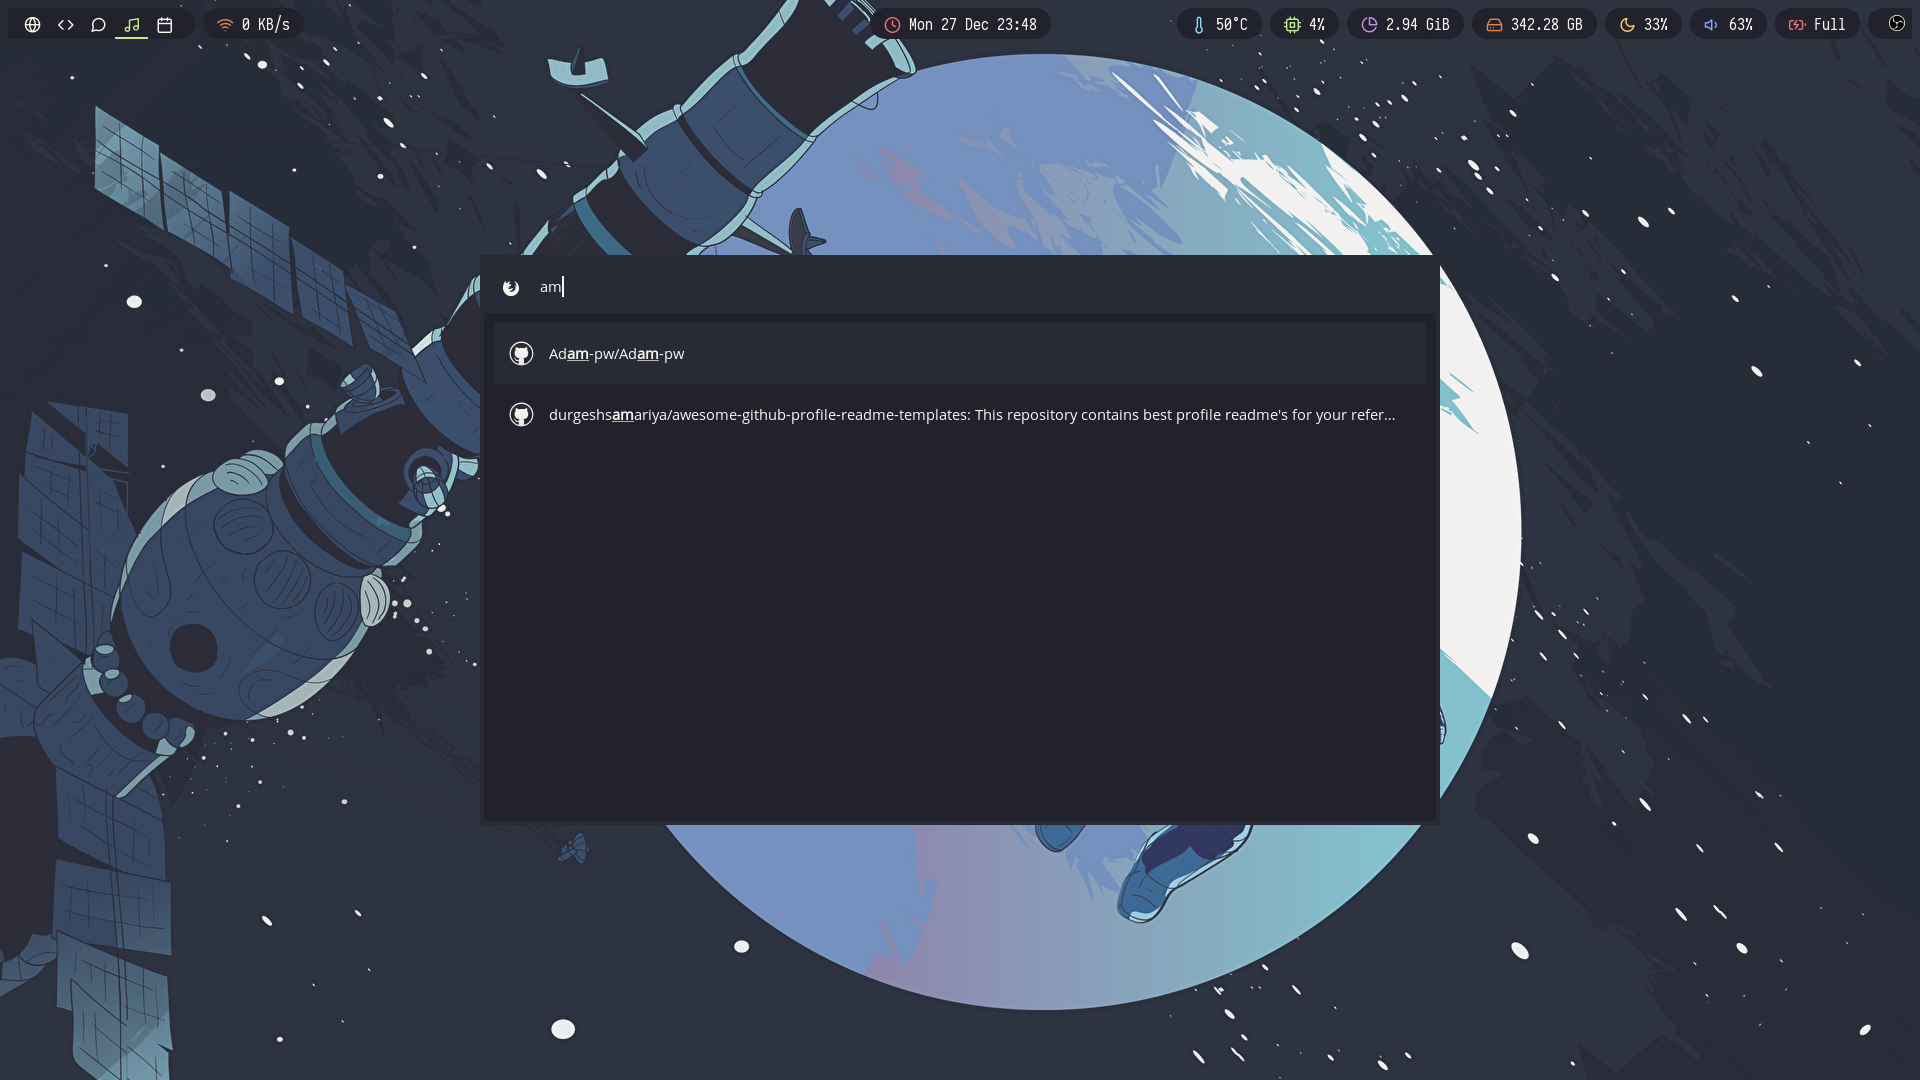 0 KB/s
Mon 27 Dec 23:48
50°C
4%
2.94 GiB
342.28 GB
33%
63%
Full
am
Adam-pw/Adam-pw
durgeshsamariya/awesome-github-profile-readme-templates: This repository contains best profile readme's for your refer…